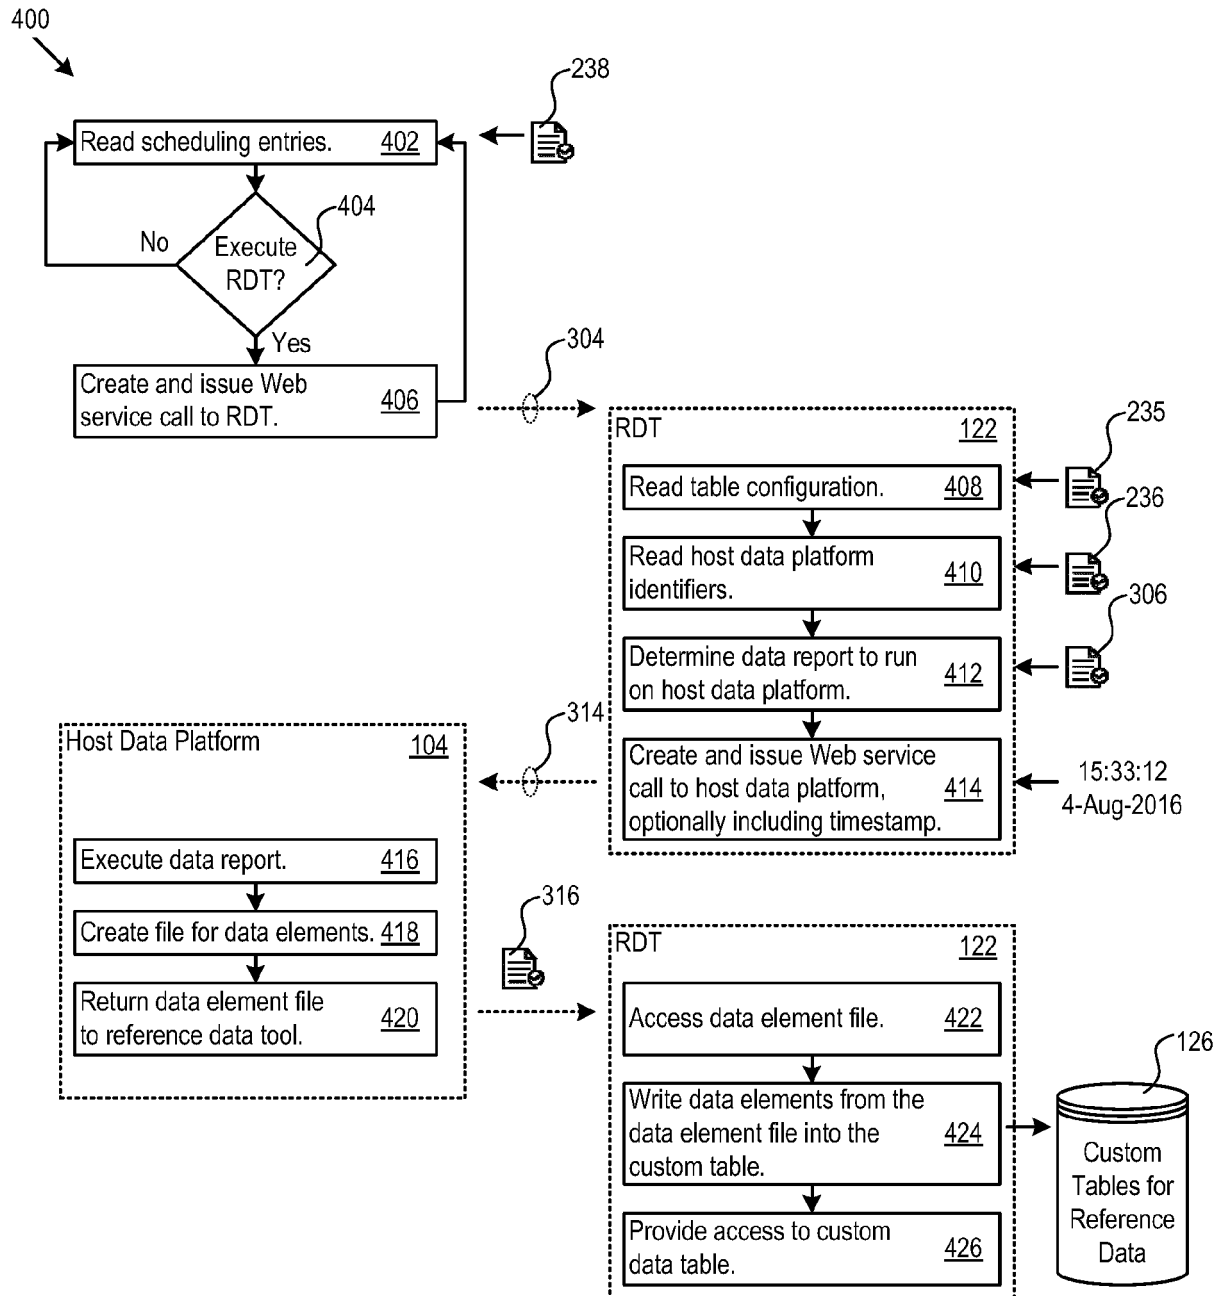 400
238
Read scheduling entries. 402
404
No
Execute
RDT?
Yes
304
Create and issue Web
service call to RDT. 406
RDT 122
235
Read table configuration. 408
236
Read host data platform
identifiers. 410
306
Determine data report to run
on host data platform. 412
314
Host Data Platform 104
Create and issue Web service
call to host data platform,
optionally including timestamp. 414
15:33:12
4-Aug-2016
Execute data report. 416
316
Create file for data elements. 418
RDT 122
Return data element file
to reference data tool. 420
Access data element file. 422
126
Write data elements from the
data element file into the
custom table. 424
Custom
Tables for
Reference
Data
Provide access to custom
data table. 426